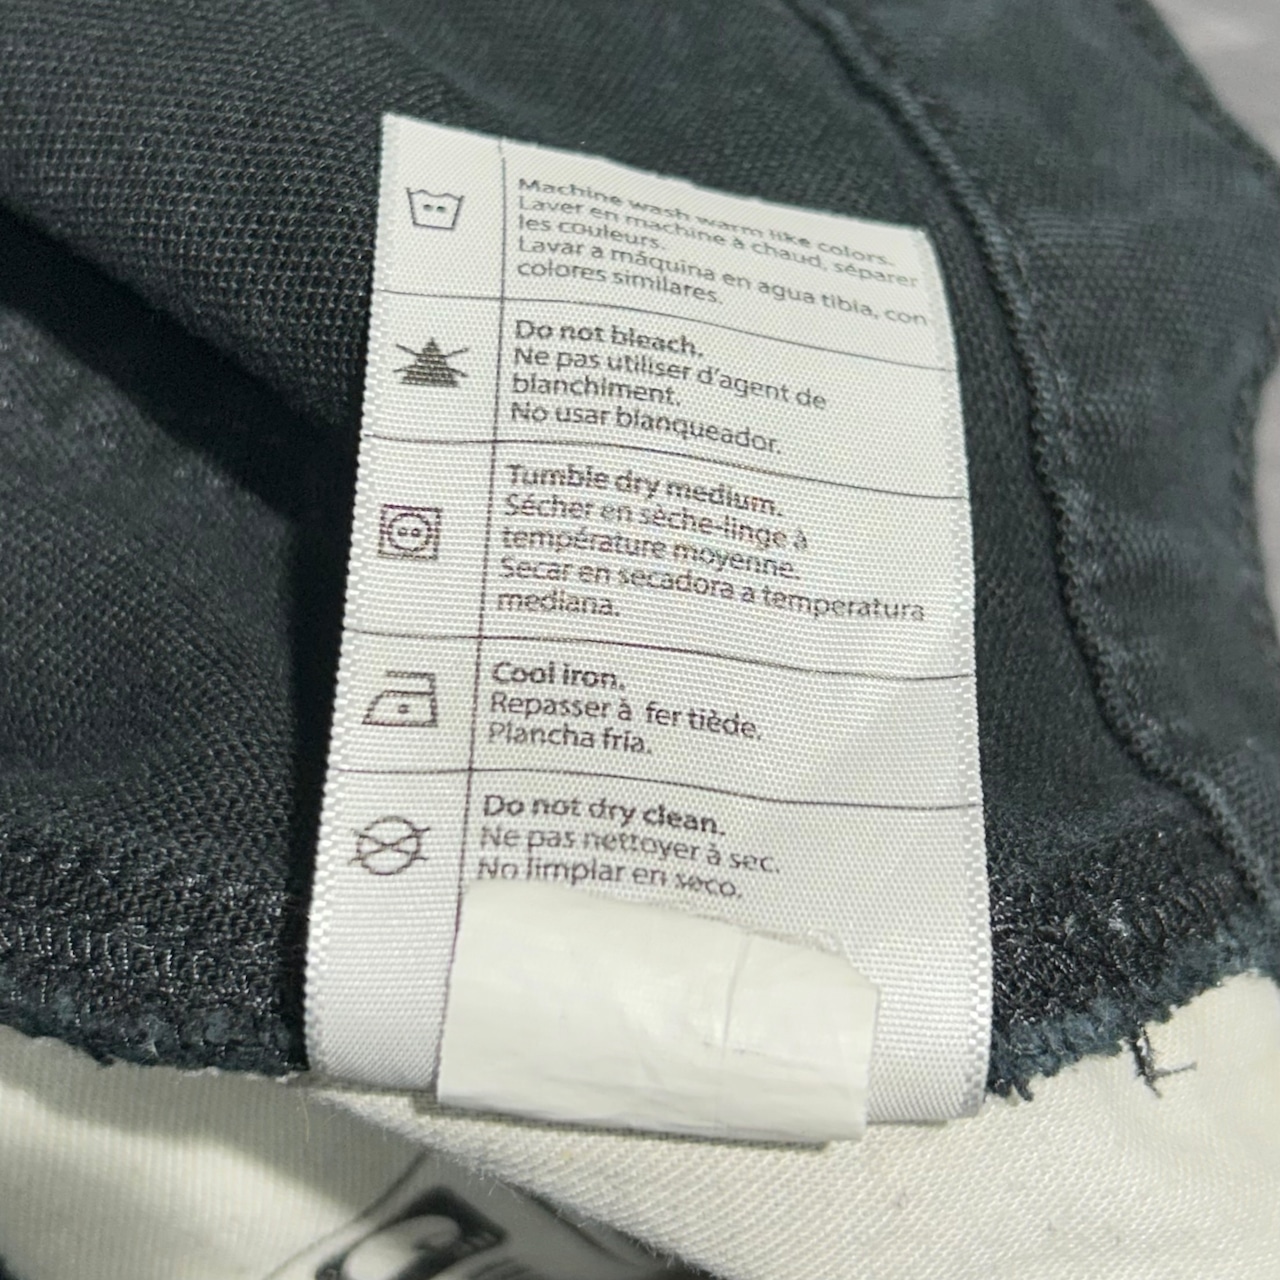 Machine wash warm like colors.
Laver en machine à chaud, séparer
les couleurs.
Lavar a máquina en agua tibia, con
colores similares.
Do not bleach.
Ne pas utiliser d'agent de
blanchiment.
No usar blanqueador.
Tumble dry medium.
Sécher en sèche-linge à
température moyenne.
Secar en secadora a temperatura
mediana.
Cool iron.
Repasser à fer tiède.
Plancha fría.
Do not dry clean.
Ne pas nettoyer à sec.
No limpiar en seco.